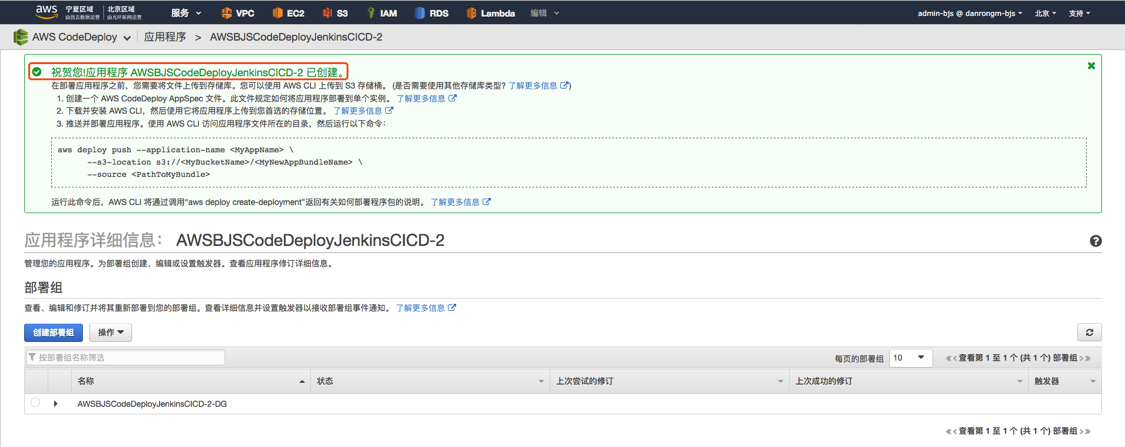 aws 宁夏区域 西云数据运营 北京区域 由光环新网运营 服务 VPC EC2 S3 IAM RDS Lambda 编辑 admin-bjs @ danrongm-bjs 北京 支持
AWS CodeDeploy 应用程序 > AWSBJSCodeDeployJenkinsCICD-2
祝贺您!应用程序 AWSBJSCodeDeployJenkinsCICD-2 已创建。
在部署应用程序之前，您需要将文件上传到存储库。您可以使用 AWS CLI 上传到 S3 存储桶。 (是否需要使用其他存储库类型? 了解更多信息)
1. 创建一个 AWS CodeDeploy AppSpec 文件。此文件规定如何将应用程序部署到单个实例。 了解更多信息
2. 下载并安装 AWS CLI，然后使用它将应用程序上传到您首选的存储位置。 了解更多信息
3. 推送并部署应用程序。使用 AWS CLI 访问应用程序文件所在的目录，然后运行以下命令：
aws deploy push --application-name <MyAppName> \
--s3-location s3://<MyBucketName>/<MyNewAppBundleName> \
--source <PathToMyBundle>
运行此命令后，AWS CLI 将通过调用"aws deploy create-deployment"返回有关如何部署程序包的说明。 了解更多信息
应用程序详细信息： AWSBJSCodeDeployJenkinsCICD-2
管理您的应用程序。为部署组创建、编辑或设置触发器。查看应用程序修订详细信息。
部署组
查看、编辑和修订并将其重新部署到您的部署组。查看详细信息并设置触发器以接收部署组事件通知。 了解更多信息
创建部署组 操作
按部署组名称筛选 每页的部署组 10 «‹ 查看第 1 至 1 个 (共 1 个) 部署组 ›»
名称 状态 上次尝试的修订 上次成功的修订 触发器
AWSBJSCodeDeployJenkinsCICD-2-DG
«‹ 查看第 1 至 1 个 (共 1 个) 部署组 ›»